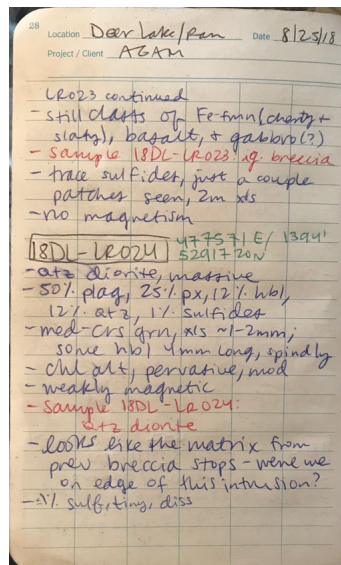 28 Location Deer Lake/Ran Date 8/25/18
Project / Client AGAM
LR023 continued
- still clasts of Fe-fmn (cherty +
slaty), basalt, + gabbro(?)
- Sample 18DL-LR023: ig. breccia
- trace sulfides, just a couple
patches seen, 2m xls
- no magnetism
18DL-LR024 477571E/ 1394'
5291720N
- qtz diorite, massive
- 50% plag, 25% px, 12% hbl,
12% qtz, 1% sulfides
- med-crs grn, xls ~1-2mm;
some hbl 4mm long, spindly
- chl alt, pervasive, mod
- weakly magnetic
- Sample 18DL-LR024:
qtz diorite
- looks like the matrix from
prev breccia stops - were we
on edge of this intrusion?
- 1% sulf, tiny, diss